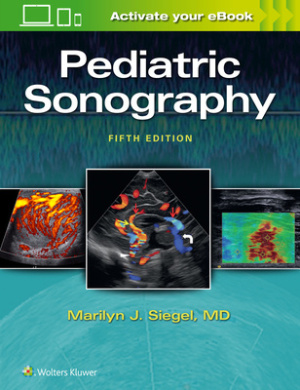 Activate your eBook
Pediatric
Sonography
FIFTH EDITION
Marilyn J. Siegel, MD
Wolters Kluwer